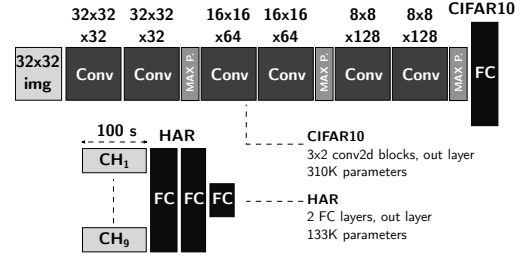 CIFAR10
32x32 32x32 16x16 16x16 8x8 8x8
x32 x32 x64 x64 x128 x128
32x32
img
Conv Conv MAX P. Conv Conv MAX P. Conv Conv MAX P. FC
100 s HAR
CH1
FC FC FC
CH9
CIFAR10
3x2 conv2d blocks, out layer
310K parameters
HAR
2 FC layers, out layer
133K parameters